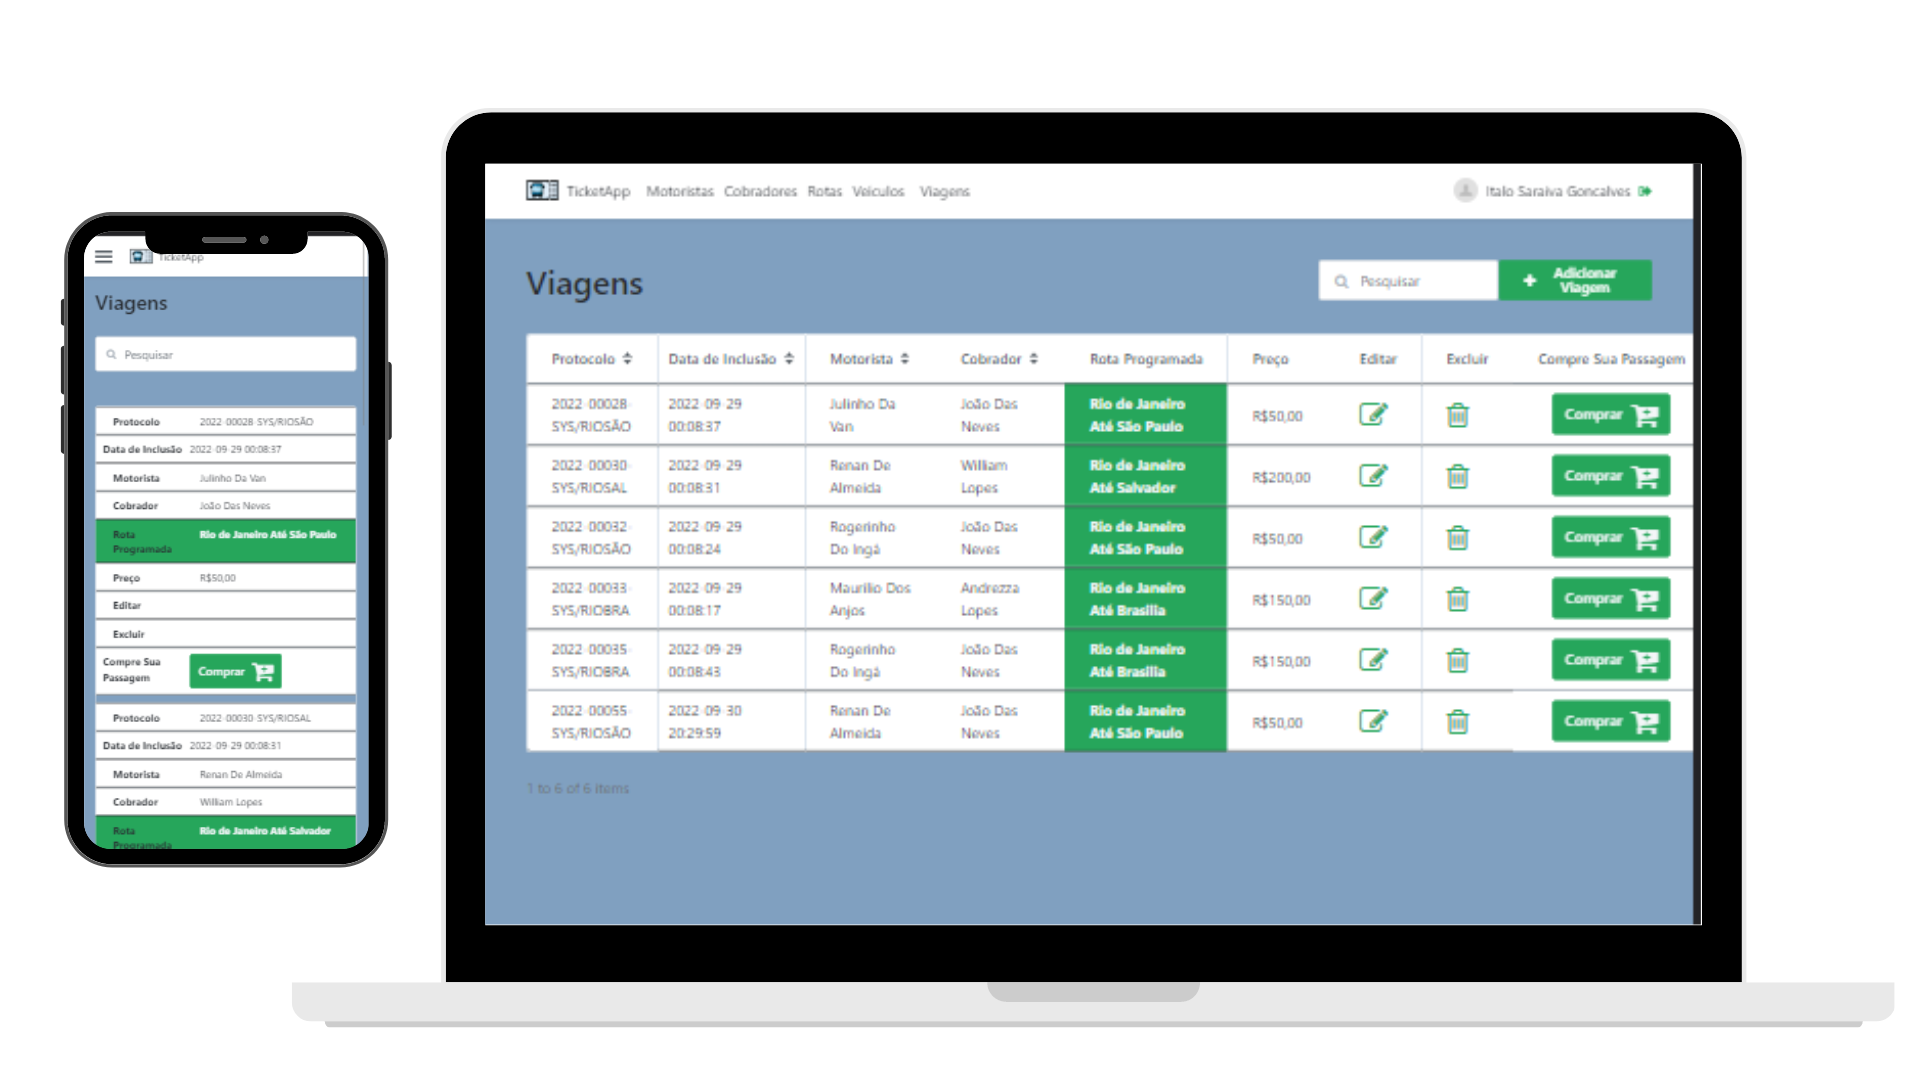 TicketApp
Viagens
Pesquisar
Protocolo 2022-00028-SYS/RIOSÃO
Data de Inclusão 2022-09-29 00:08:37
Motorista Julinho Da Van
Cobrador João Das Neves
Rota Programada Rio de Janeiro Até São Paulo
Preço R$50,00
Editar
Excluir
Compre Sua Passagem Comprar
Protocolo 2022-00030-SYS/RIOSAL
Data de Inclusão 2022-09-29 00:08:31
Motorista Renan De Almeida
Cobrador William Lopes
Rota Programada Rio de Janeiro Até Salvador
TicketApp Motoristas Cobradores Rotas Veículos Viagens Italo Saraiva Goncalves
Viagens Pesquisar Adicionar Viagem
Protocolo Data de Inclusão Motorista Cobrador Rota Programada Preço Editar Excluir Compre Sua Passagem
2022-00028-SYS/RIOSÃO 2022-09-29 00:08:37 Julinho Da Van João Das Neves Rio de Janeiro Até São Paulo R$50,00 Comprar
2022-00030-SYS/RIOSAL 2022-09-29 00:08:31 Renan De Almeida William Lopes Rio de Janeiro Até Salvador R$200,00 Comprar
2022-00032-SYS/RIOSÃO 2022-09-29 00:08:24 Rogerinho Do Ingá João Das Neves Rio de Janeiro Até São Paulo R$50,00 Comprar
2022-00033-SYS/RIOBRA 2022-09-29 00:08:17 Maurílio Dos Anjos Andrezza Lopes Rio de Janeiro Até Brasília R$150,00 Comprar
2022-00035-SYS/RIOBRA 2022-09-29 00:08:43 Rogerinho Do Ingá João Das Neves Rio de Janeiro Até Brasília R$150,00 Comprar
2022-00055-SYS/RIOSÃO 2022-09-30 20:29:59 Renan De Almeida João Das Neves Rio de Janeiro Até São Paulo R$50,00 Comprar
1 to 6 of 6 items